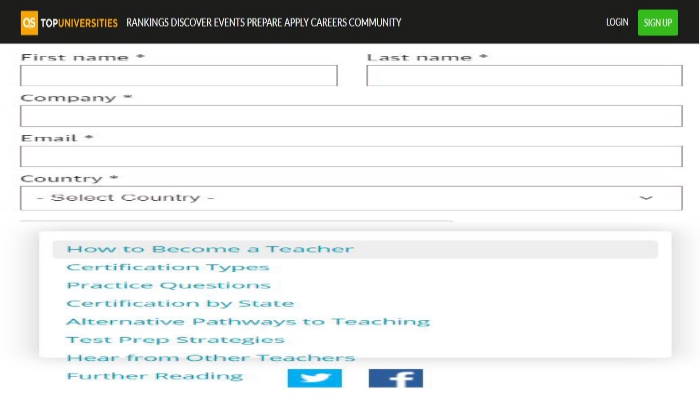 QS TOPUNIVERSITIES RANKINGS DISCOVER EVENTS PREPARE APPLY CAREERS COMMUNITY LOGIN SIGN UP
First name * Last name *
Company *
Email *
Country *
- Select Country -
How to Become a Teacher
Certification Types
Practice Questions
Certification by State
Alternative Pathways to Teaching
Test Prep Strategies
Hear from Other Teachers
Further Reading